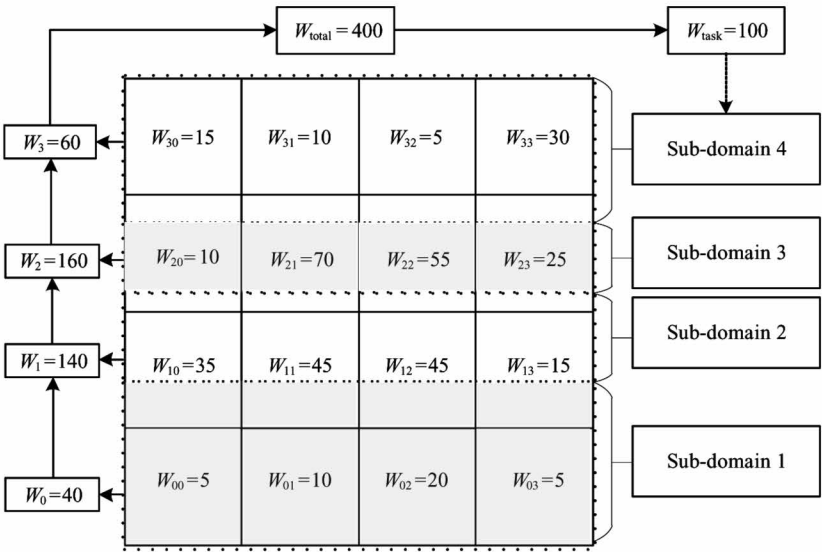 W_total = 400
W_task = 100
W_3 = 60
W_30 = 15
W_31 = 10
W_32 = 5
W_33 = 30
Sub-domain 4
W_2 = 160
W_20 = 10
W_21 = 70
W_22 = 55
W_23 = 25
Sub-domain 3
Sub-domain 2
W_1 = 140
W_10 = 35
W_11 = 45
W_12 = 45
W_13 = 15
Sub-domain 1
W_0 = 40
W_00 = 5
W_01 = 10
W_02 = 20
W_03 = 5